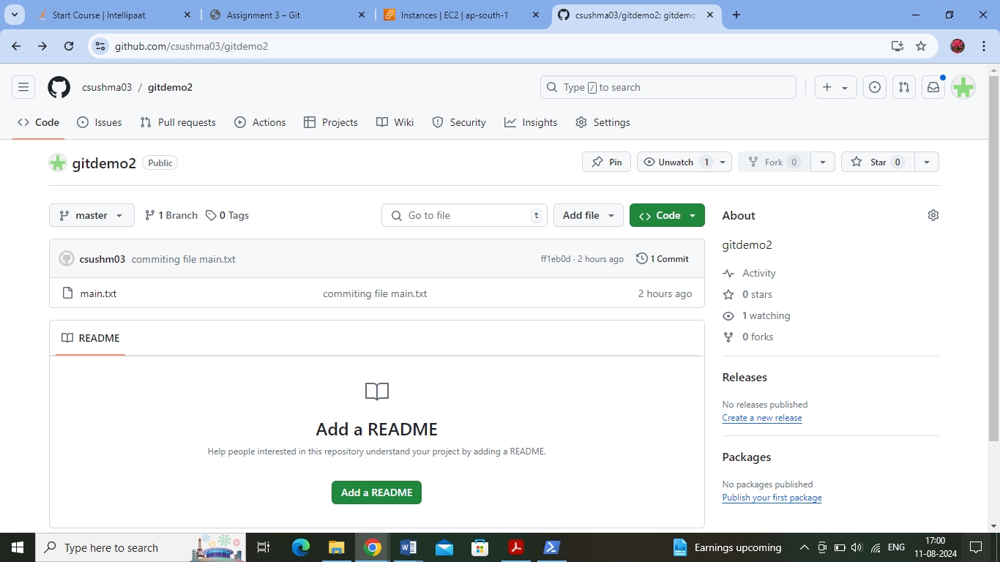 Start Course | Intellipaat
Assignment 3 – Git
Instances | EC2 | ap-south-1
csushma03/gitdemo2: gitdemo
github.com/csushma03/gitdemo2
csushma03 / gitdemo2
Type / to search
Code
Issues
Pull requests
Actions
Projects
Wiki
Security
Insights
Settings
gitdemo2 Public
Pin
Unwatch 1
Fork 0
Star 0
master
1 Branch
0 Tags
Go to file t
Add file
Code
csushm03 commiting file main.txt
ff1eb0d · 2 hours ago
1 Commit
main.txt commiting file main.txt 2 hours ago
README
Add a README
Help people interested in this repository understand your project by adding a README.
Add a README
About
gitdemo2
Activity
0 stars
1 watching
0 forks
Releases
No releases published
Create a new release
Packages
No packages published
Publish your first package
Type here to search
Earnings upcoming
ENG
17:00
11-08-2024